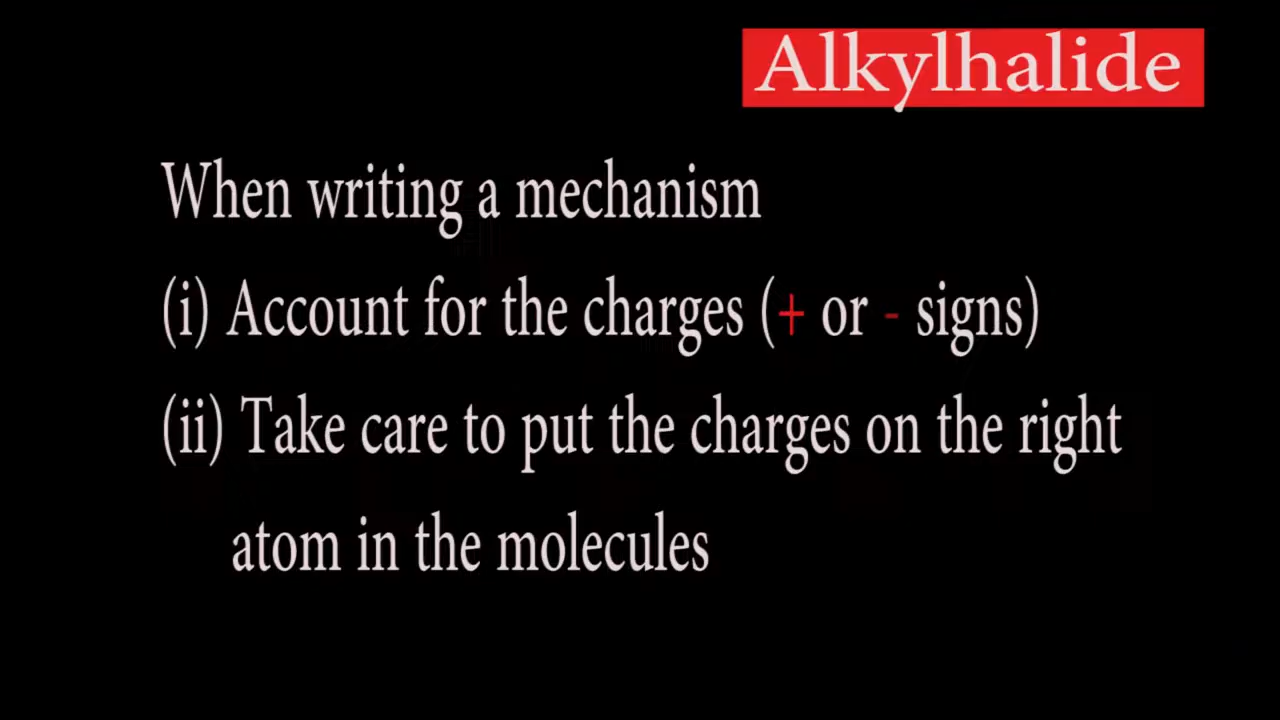 Alkylhalide
When writing a mechanism
(i) Account for the charges (+ or - signs)
(ii) Take care to put the charges on the right
atom in the molecules